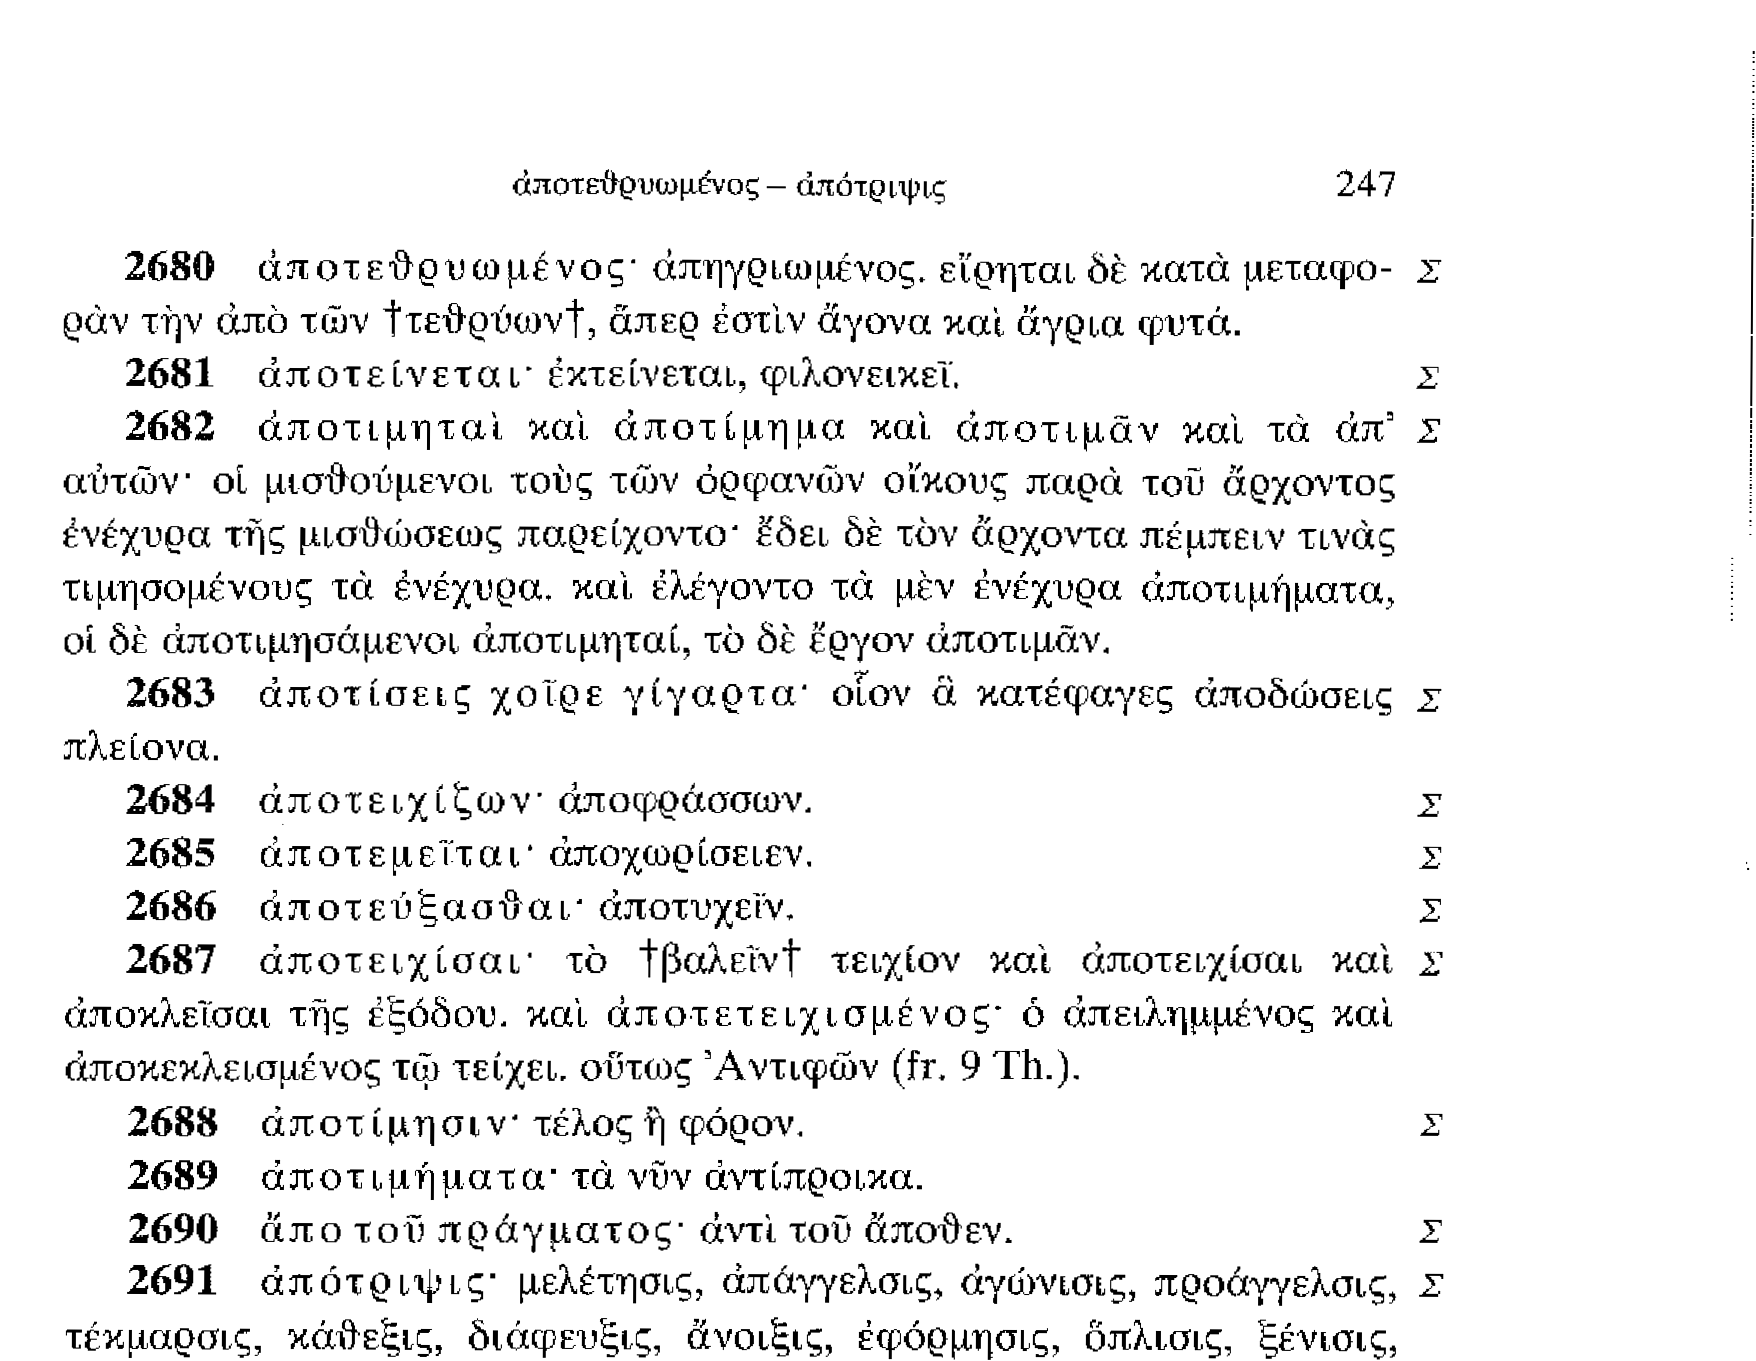 ἀποτεθρυωμένος – ἀπότριψις 247
2680 ἀποτεθρυωμένος· ἀπηγριωμένος. εἴρηται δὲ κατὰ μεταφο- Σ
ρὰν τὴν ἀπὸ τῶν †τεθρύων†, ἅπερ ἐστὶν ἄγονα καὶ ἄγρια φυτά.
2681 ἀποτείνεται· ἐκτείνεται, φιλονεικεῖ. Σ
2682 ἀποτιμηταὶ καὶ ἀποτίμημα καὶ ἀποτιμᾶν καὶ τὰ ἀπ’ Σ
αὐτῶν· οἱ μισθούμενοι τοὺς τῶν ὀρφανῶν οἴκους παρὰ τοῦ ἄρχοντος
ἐνέχυρα τῆς μισθώσεως παρείχοντο· ἔδει δὲ τὸν ἄρχοντα πέμπειν τινὰς
τιμησομένους τὰ ἐνέχυρα. καὶ ἐλέγοντο τὰ μὲν ἐνέχυρα ἀποτιμήματα,
οἱ δὲ ἀποτιμησάμενοι ἀποτιμηταί, τὸ δὲ ἔργον ἀποτιμᾶν.
2683 ἀποτίσεις χοῖρε γίγαρτα· οἷον ἃ κατέφαγες ἀποδώσεις Σ
πλείονα.
2684 ἀποτειχίζων· ἀποφράσσων. Σ
2685 ἀποτεμεῖται· ἀποχωρίσειεν. Σ
2686 ἀποτεύξασθαι· ἀποτυχεῖν. Σ
2687 ἀποτειχίσαι· τὸ †βαλεῖν† τειχίον καὶ ἀποτειχίσαι καὶ Σ
ἀποκλεῖσαι τῆς ἐξόδου. καὶ ἀποτετειχισμένος· ὁ ἀπειλημμένος καὶ
ἀποκεκλεισμένος τῷ τείχει. οὕτως Ἀντιφῶν (fr. 9 Th.).
2688 ἀποτίμησιν· τέλος ἢ φόρον. Σ
2689 ἀποτιμήματα· τὰ νῦν ἀντίπροικα.
2690 ἄπο τοῦ πράγματος· ἀντὶ τοῦ ἄποθεν. Σ
2691 ἀπότριψις· μελέτησις, ἀπάγγελσις, ἀγώνισις, προάγγελσις, Σ
τέκμαρσις, κάθεξις, διάφευξις, ἄνοιξις, ἐφόρμησις, ὅπλισις, ξένισις,